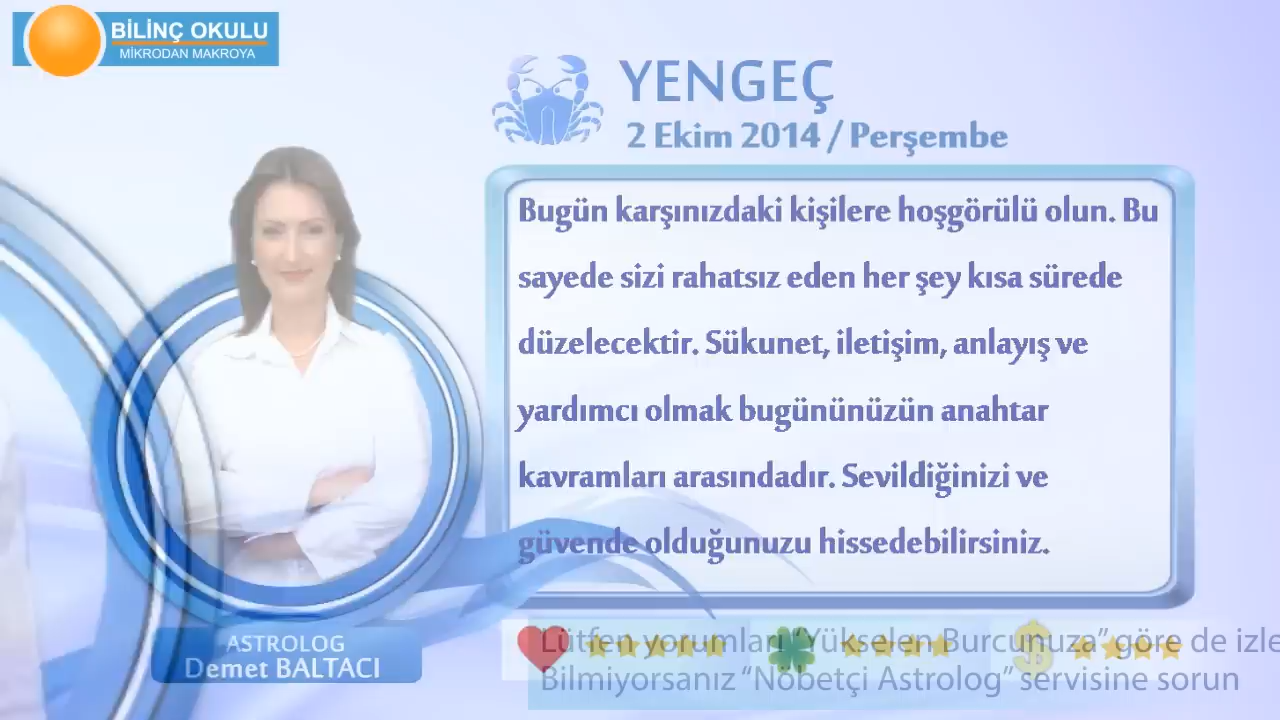 BİLİNÇ OKULU
MİKRODAN MAKROYA
YENGEÇ
2 Ekim 2014 / Perşembe
Bugün karşınızdaki kişilere hoşgörülü olun. Bu
sayede sizi rahatsız eden her şey kısa sürede
düzelecektir. Sükunet, iletişim, anlayış ve
yardımcı olmak bugününüzün anahtar
kavramları arasındadır. Sevildiğinizi ve
güvende olduğunuzu hissedebilirsiniz.
ASTROLOG
Demet BALTACI
Lütfen yorumları “Yükselen Burcunuza” göre de izle
Bilmiyorsanız “Nöbetçi Astrolog” servisine sorun